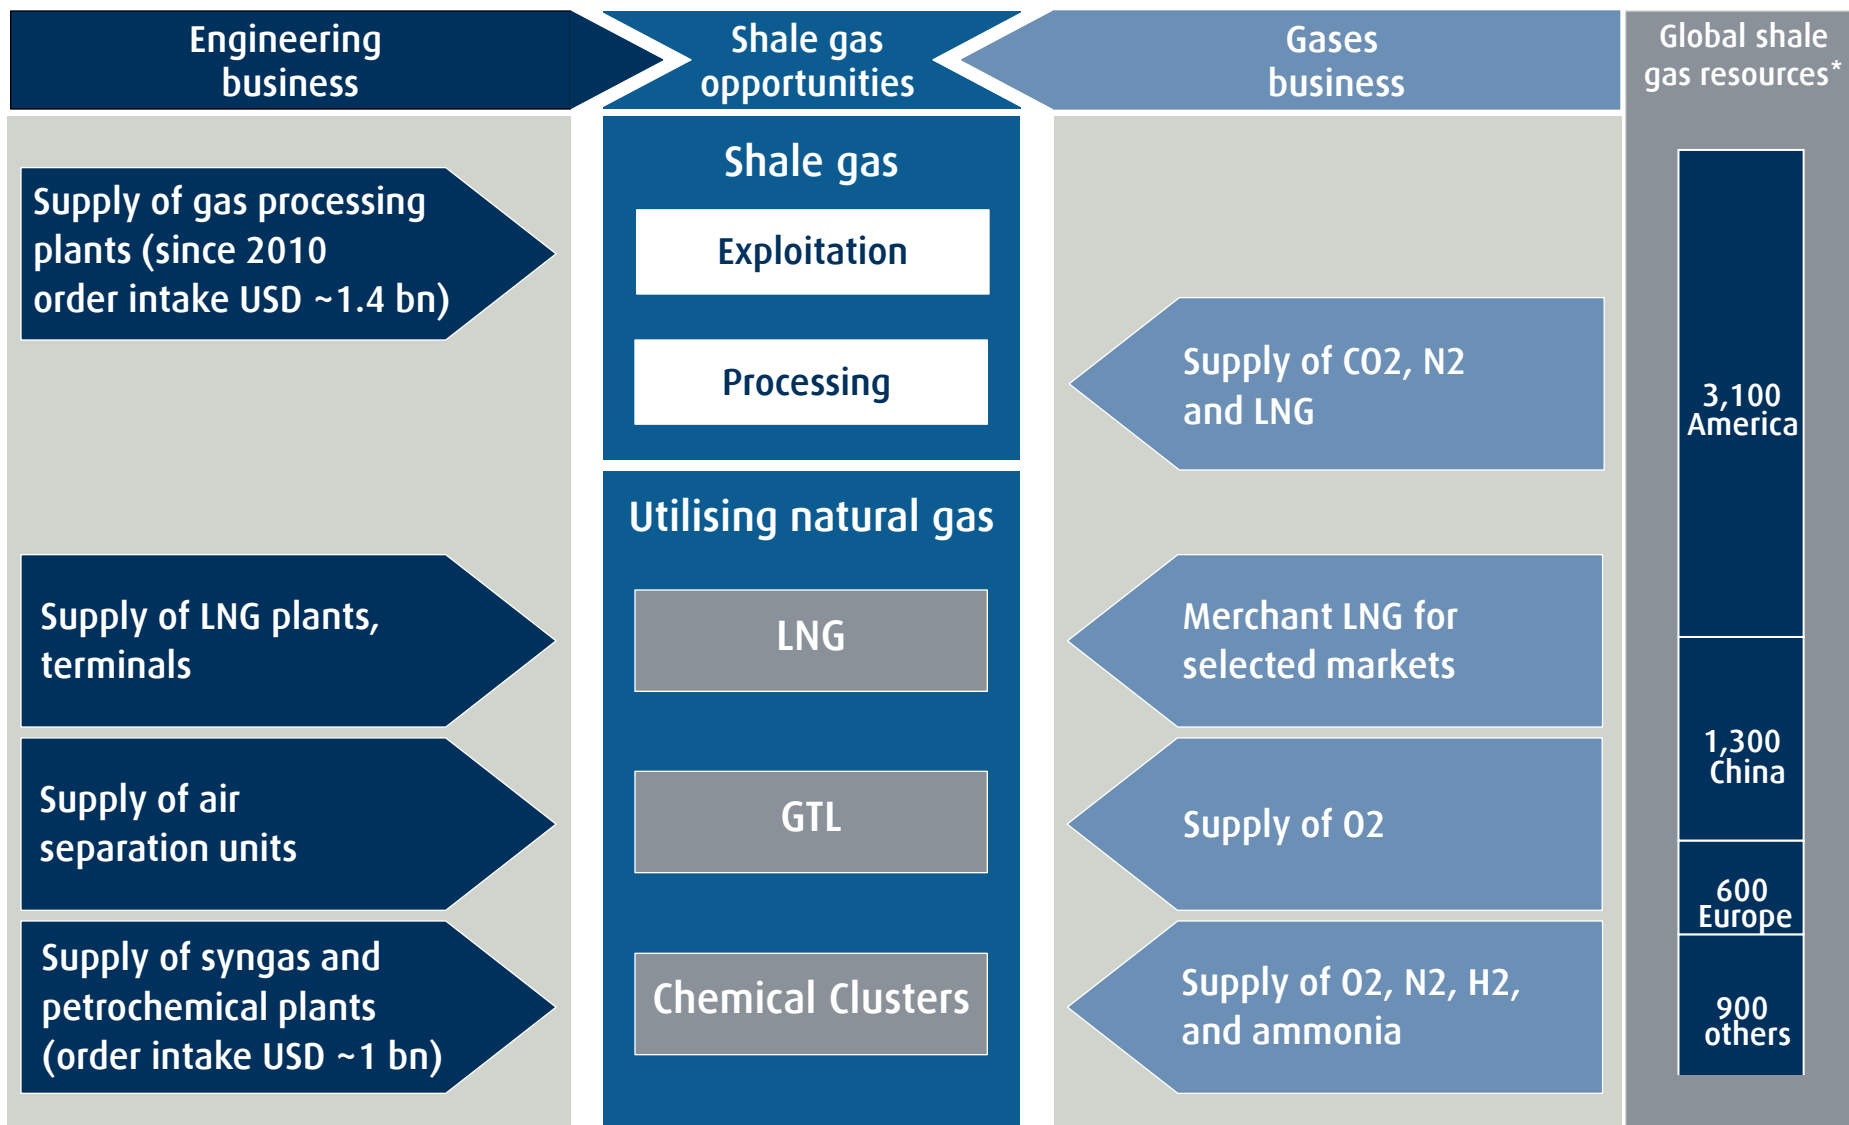 Engineering
business
Shale gas
opportunities
Gases
business
Global shale
gas resources*
Supply of gas processing
plants (since 2010
order intake USD ~1.4 bn)
Shale gas
Exploitation
Processing
Supply of CO2, N2
and LNG
Utilising natural gas
Supply of LNG plants,
terminals
LNG
Merchant LNG for
selected markets
Supply of air
separation units
GTL
Supply of O2
Supply of syngas and
petrochemical plants
(order intake USD ~1 bn)
Chemical Clusters
Supply of O2, N2, H2,
and ammonia
3,100
America
1,300
China
600
Europe
900
others